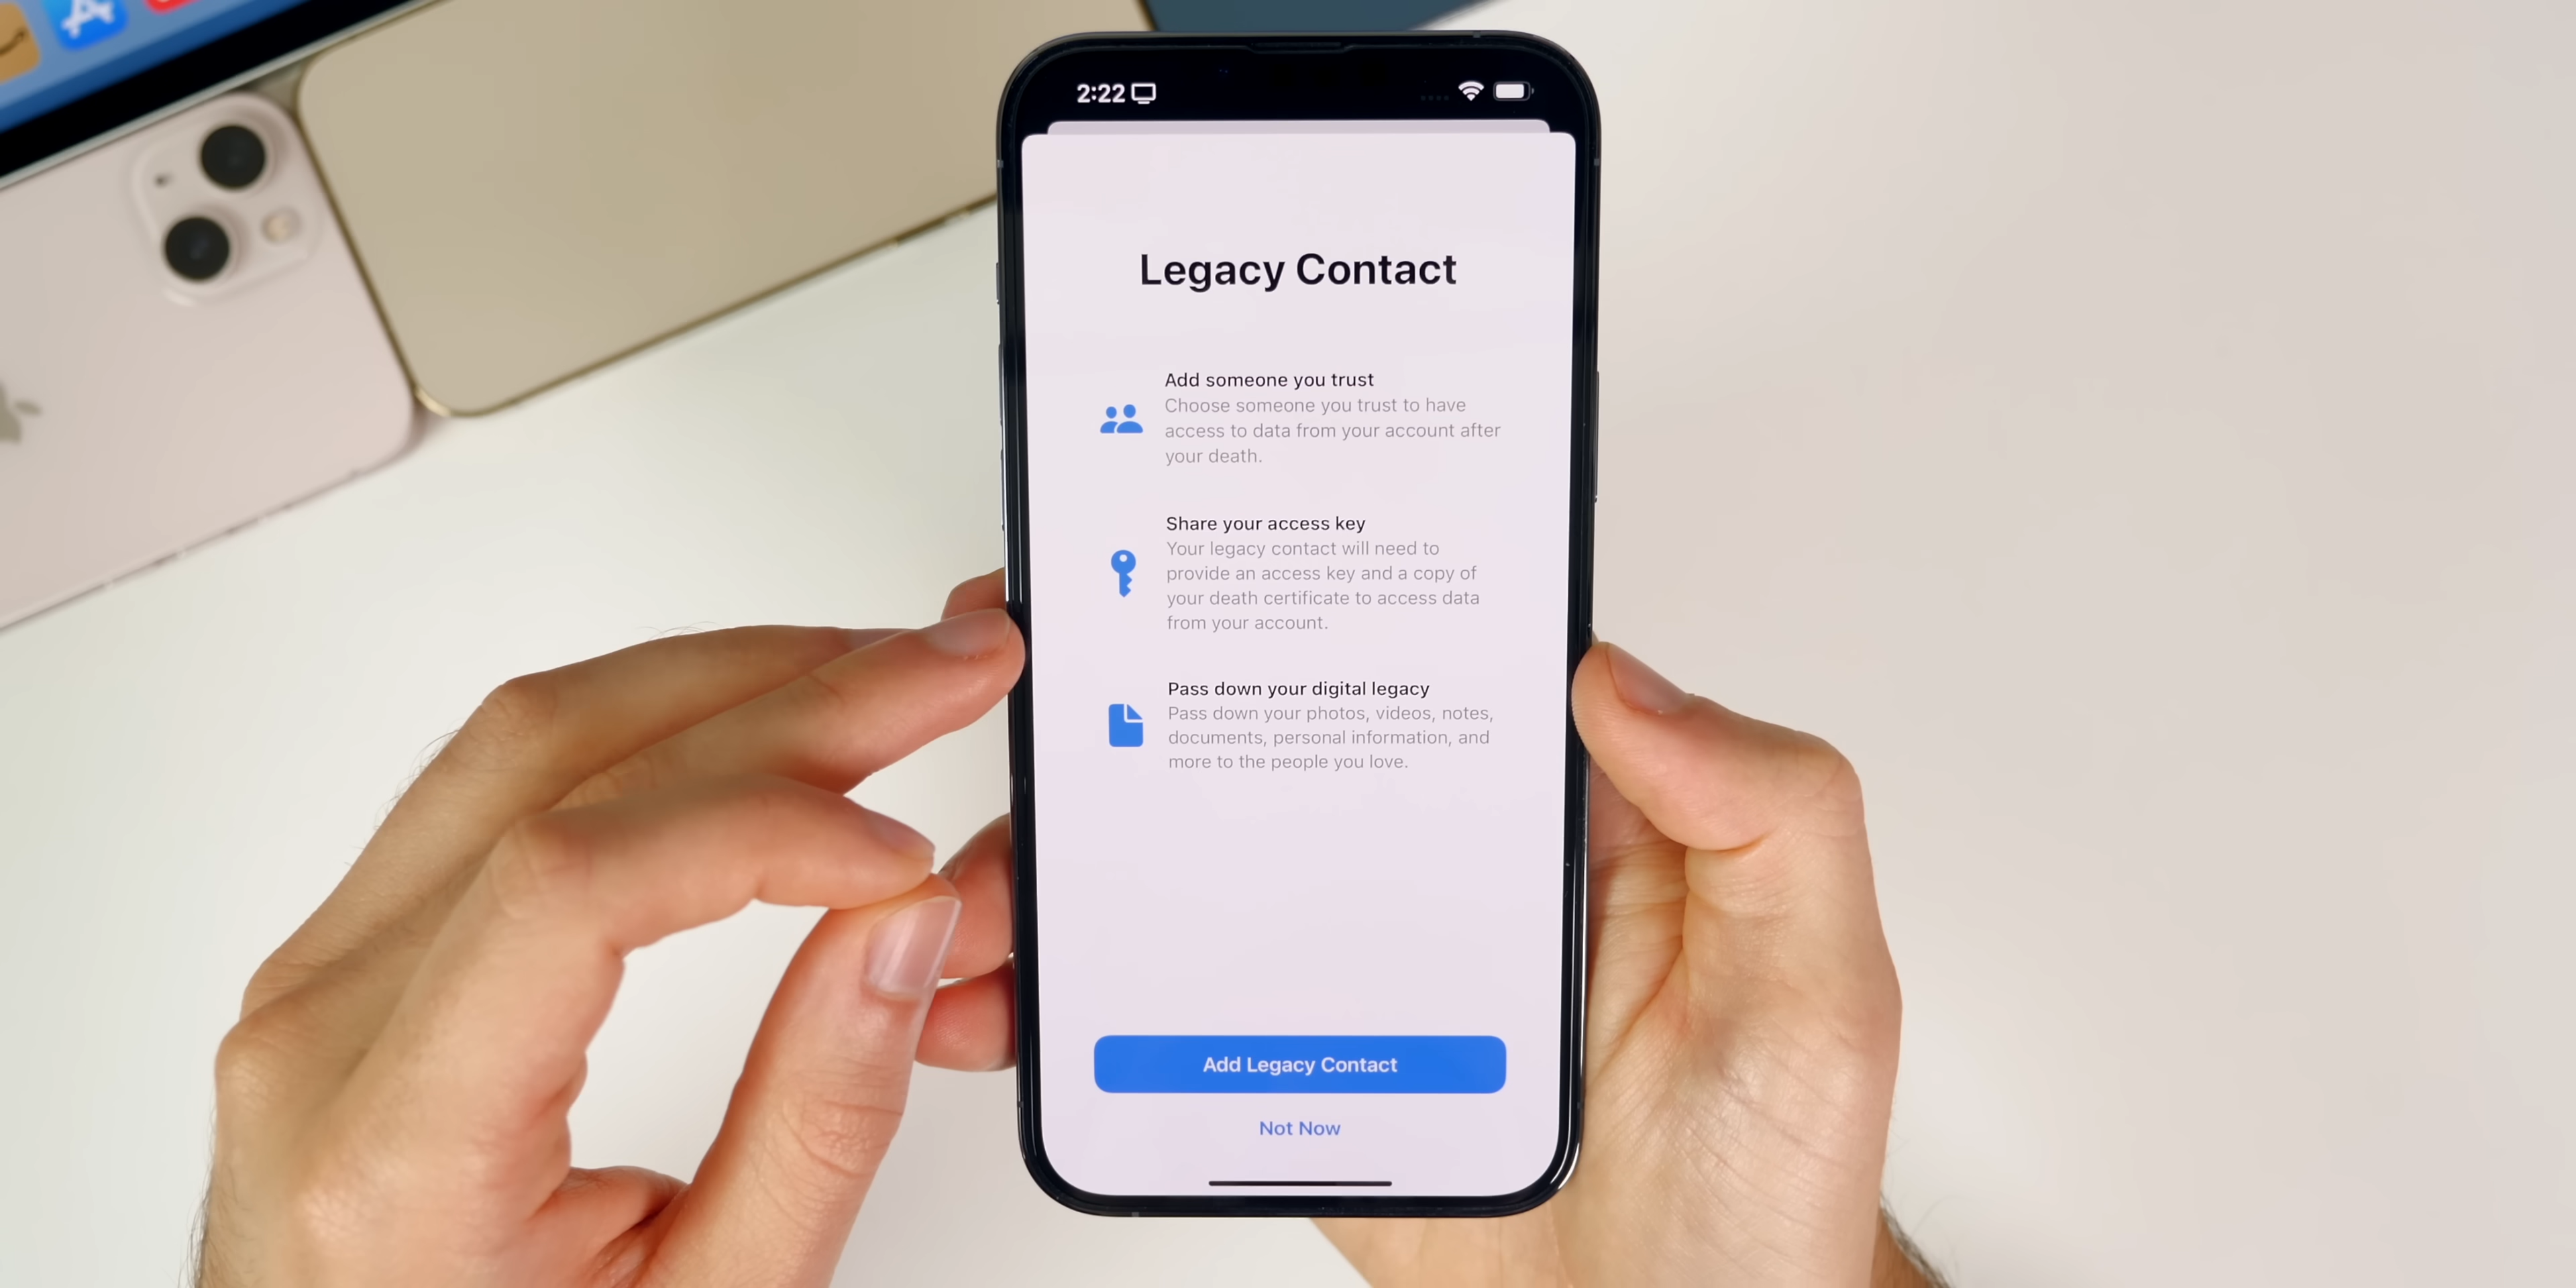 2:22
Legacy Contact
Add someone you trust
Choose someone you trust to have
access to data from your account after
your death.
Share your access key
Your legacy contact will need to
provide an access key and a copy of
your death certificate to access data
from your account.
Pass down your digital legacy
Pass down your photos, videos, notes,
documents, personal information, and
more to the people you love.
Add Legacy Contact
Not Now